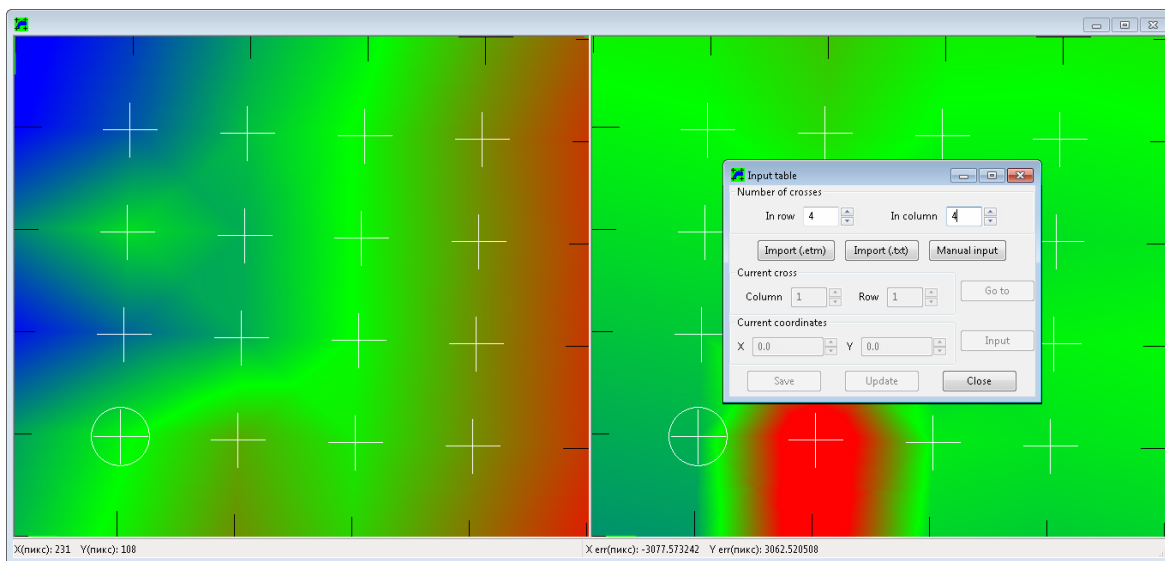 Input table
Number of crosses
In row 4 In column 4
Import (.etm) Import (.txt) Manual input
Current cross
Column 1 Row 1 Go to
Current coordinates
X 0.0 Y 0.0 Input
Save Update Close
X(пикс): 231 Y(пикс): 108 X err(пикс): -3077.573242 Y err(пикс): 3062.520508